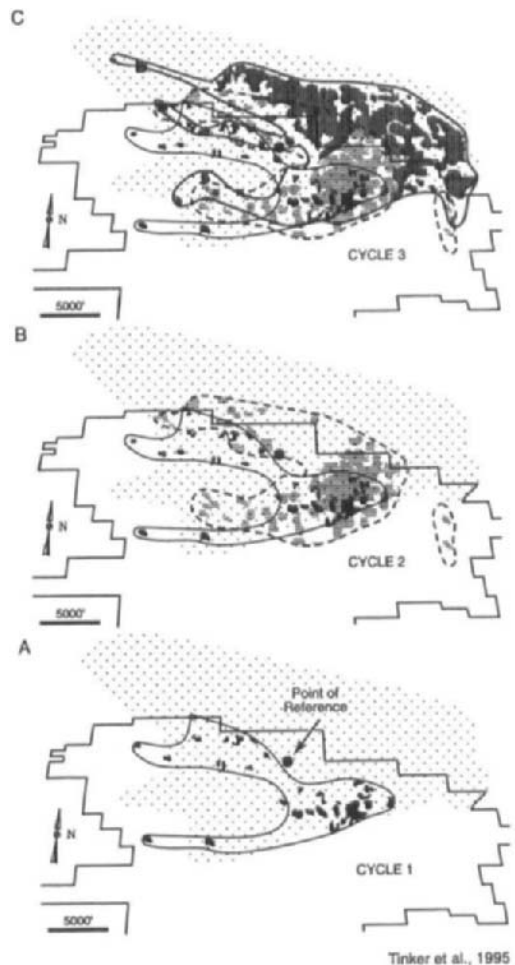 C
N
CYCLE 3
5000'
B
N
CYCLE 2
5000'
A
Point of
Reference
N
CYCLE 1
5000'
Tinker et al., 1995